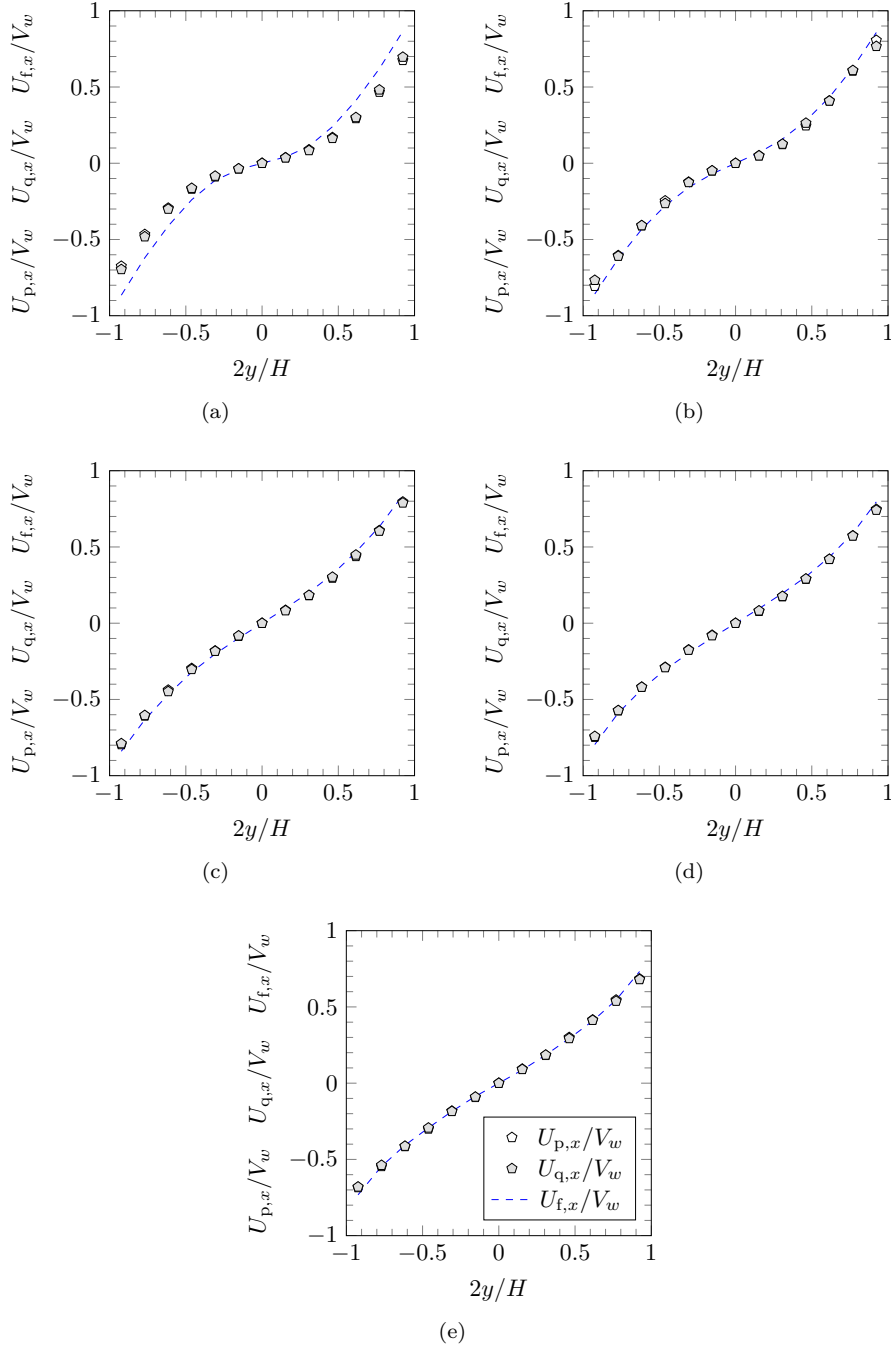 1
0.5
0
−0.5
−1
−1 −0.5 0 0.5 1
2y/H
U_{p,x}/V_w U_{q,x}/V_w U_{f,x}/V_w
(a)
1
0.5
0
−0.5
−1
−1 −0.5 0 0.5 1
2y/H
U_{p,x}/V_w U_{q,x}/V_w U_{f,x}/V_w
(b)
1
0.5
0
−0.5
−1
−1 −0.5 0 0.5 1
2y/H
U_{p,x}/V_w U_{q,x}/V_w U_{f,x}/V_w
(c)
1
0.5
0
−0.5
−1
−1 −0.5 0 0.5 1
2y/H
U_{p,x}/V_w U_{q,x}/V_w U_{f,x}/V_w
(d)
1
0.5
0
−0.5
−1
−1 −0.5 0 0.5 1
2y/H
U_{p,x}/V_w U_{q,x}/V_w U_{f,x}/V_w
U_{p,x}/V_w
U_{q,x}/V_w
U_{f,x}/V_w
(e)